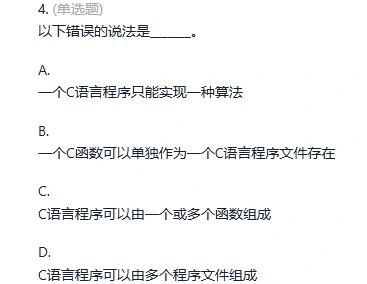 4. (单选题)
以下错误的说法是______。
A.
一个C语言程序只能实现一种算法
B.
一个C函数可以单独作为一个C语言程序文件存在
C.
C语言程序可以由一个或多个函数组成
D.
C语言程序可以由多个程序文件组成